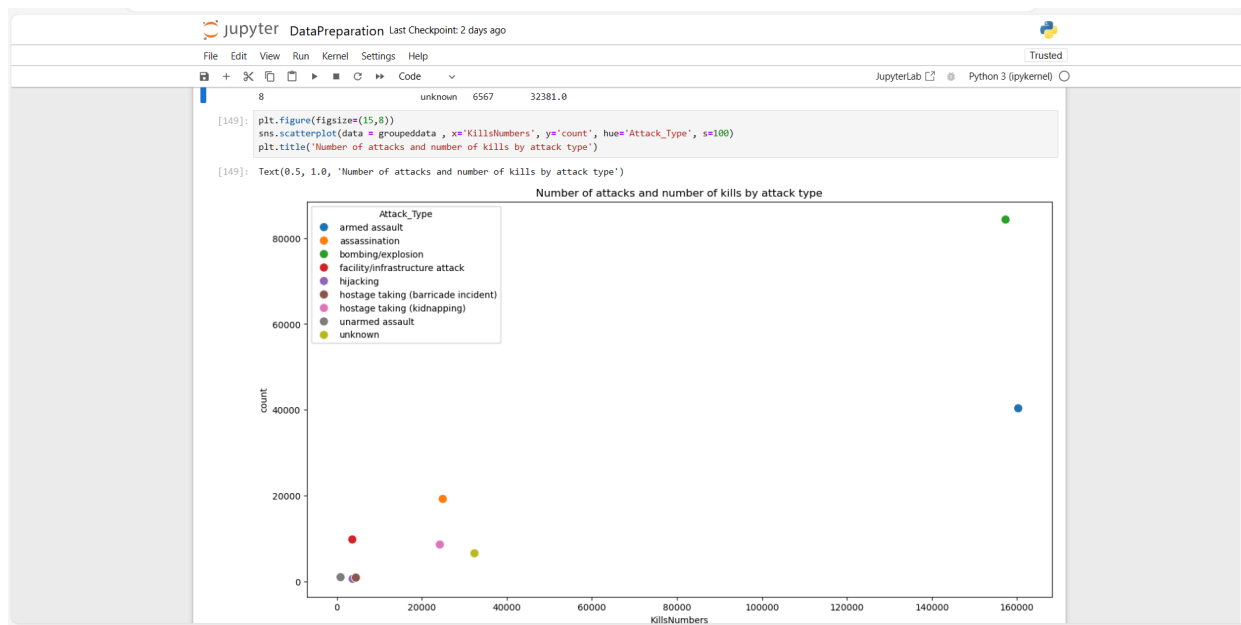 jupyter DataPreparation Last Checkpoint: 2 days ago
File Edit View Run Kernel Settings Help Trusted
Code JupyterLab Python 3 (ipykernel)
8 unknown 6567 32381.0
[149]: plt.figure(figsize=(15,8))
sns.scatterplot(data = groupeddata , x='KillsNumbers', y='count', hue='Attack_Type', s=100)
plt.title('Number of attacks and number of kills by attack type')
[149]: Text(0.5, 1.0, 'Number of attacks and number of kills by attack type')
Number of attacks and number of kills by attack type
Attack_Type
armed assault
assassination
bombing/explosion
facility/infrastructure attack
hijacking
hostage taking (barricade incident)
hostage taking (kidnapping)
unarmed assault
unknown
80000
60000
40000
20000
0
count
0 20000 40000 60000 80000 100000 120000 140000 160000
KillsNumbers